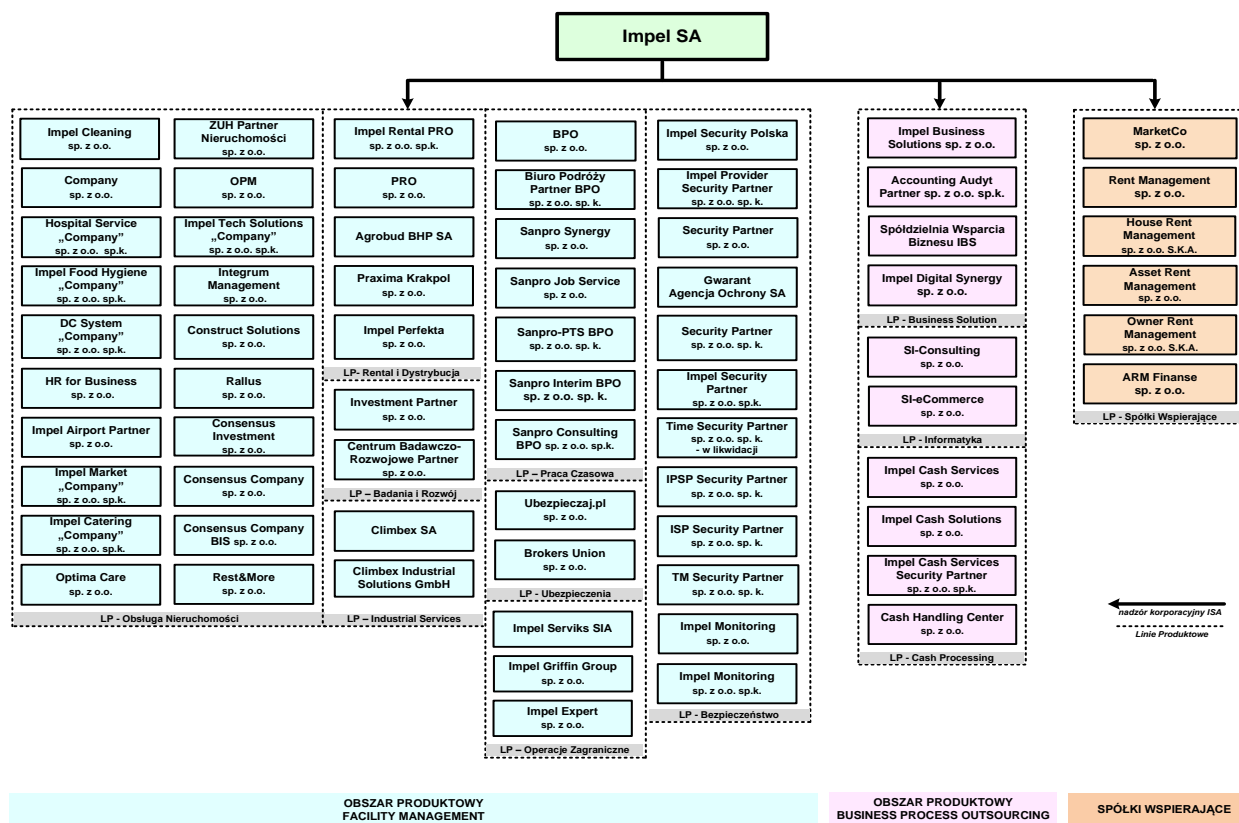 Impel SA
Impel Cleaning
sp. z o.o.
Company
sp. z o.o.
Hospital Service
„Company”
sp. z o.o. sp.k.
Impel Food Hygiene
„Company”
sp. z o.o. sp.k.
DC System
„Company”
sp. z o.o. sp.k.
HR for Business
sp. z o.o.
Impel Airport Partner
sp. z o.o.
Impel Market
„Company”
sp. z o.o. sp.k.
Impel Catering
„Company”
sp. z o.o. sp.k.
Optima Care
sp. z o.o.
ZUH Partner
Nieruchomości
sp. z o.o.
OPM
sp. z o.o.
Impel Tech Solutions
„Company”
sp. z o.o. sp.k.
Integrum
Management
sp. z o.o.
Construct Solutions
sp. z o.o.
Rallus
sp. z o.o.
Consensus
Investment
sp. z o.o.
Consensus Company
sp. z o.o.
Consensus Company
BIS sp. z o.o.
Rest&More
sp. z o.o.
LP - Obsługa Nieruchomości
Impel Rental PRO
sp. z o.o. sp.k.
PRO
sp. z o.o.
Agrobud BHP SA
Praxima Krakpol
sp. z o.o.
Impel Perfekta
sp. z o.o.
LP- Rental i Dystrybucja
Investment Partner
sp. z o.o.
Centrum Badawczo-
Rozwojowe Partner
sp. z o.o.
LP – Badania i Rozwój
Climbex SA
Climbex Industrial
Solutions GmbH
LP – Industrial Services
BPO
sp. z o.o.
Biuro Podróży
Partner BPO
sp. z o.o. sp. k.
Sanpro Synergy
sp. z o.o.
Sanpro Job Service
sp. z o.o.
Sanpro-PTS BPO
sp. z o.o. sp. k.
Sanpro Interim BPO
sp. z o.o. sp. k.
Sanpro Consulting
BPO sp. z o.o. sp.k.
LP – Praca Czasowa
Ubezpieczaj.pl
sp. z o.o.
Brokers Union
sp. z o.o.
LP - Ubezpieczenia
Impel Serviks SIA
Impel Griffin Group
sp. z o.o.
Impel Expert
sp. z o.o.
LP – Operacje Zagraniczne
Impel Security Polska
sp. z o.o.
Impel Provider
Security Partner
sp. z o.o. sp. k.
Security Partner
sp. z o.o.
Gwarant
Agencja Ochrony SA
Security Partner
sp. z o.o. sp. k.
Impel Security
Partner
sp. z o.o. sp.k.
Time Security Partner
sp. z o.o. sp. k.
- w likwidacji
IPSP Security Partner
sp. z o.o. sp. k.
ISP Security Partner
sp. z o.o. sp. k.
TM Security Partner
sp. z o.o. sp. k.
Impel Monitoring
sp. z o.o.
Impel Monitoring
sp. z o.o. sp.k.
LP - Bezpieczeństwo
Impel Business
Solutions sp. z o.o.
Accounting Audyt
Partner sp. z o.o. sp.k.
Spółdzielnia Wsparcia
Biznesu IBS
Impel Digital Synergy
sp. z o.o.
LP - Business Solution
SI-Consulting
sp. z o.o.
SI-eCommerce
sp. z o.o.
LP - Informatyka
Impel Cash Services
sp. z o.o.
Impel Cash Solutions
sp. z o.o.
Impel Cash Services
Security Partner
sp. z o.o. sp.k.
Cash Handling Center
sp. z o.o.
LP - Cash Processing
MarketCo
sp. z o.o.
Rent Management
sp. z o.o.
House Rent
Management
sp. z o.o. S.K.A.
Asset Rent
Management
sp. z o.o.
Owner Rent
Management
sp. z o.o. S.K.A.
ARM Finanse
sp. z o.o.
LP - Spółki Wspierające
nadzór korporacyjny ISA
Linie Produktowe
OBSZAR PRODUKTOWY
FACILITY MANAGEMENT
OBSZAR PRODUKTOWY
BUSINESS PROCESS OUTSOURCING
SPÓŁKI WSPIERAJĄCE